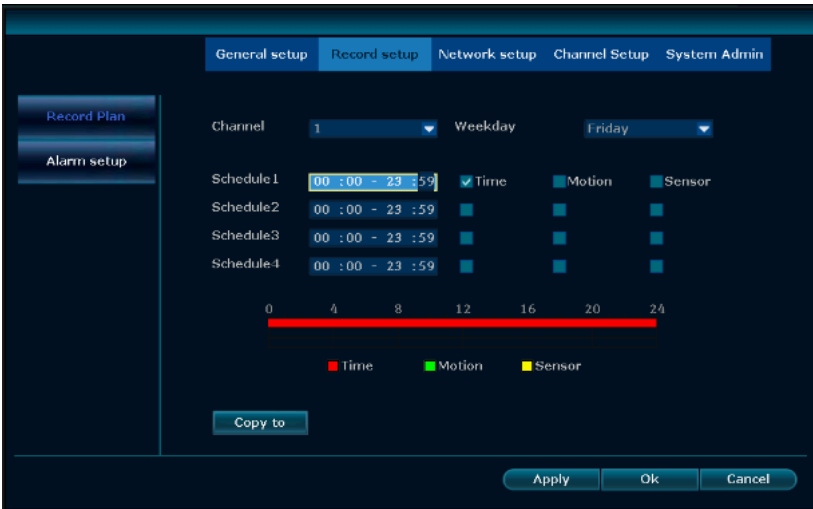 General setup Record setup Network setup Channel Setup System Admin
Record Plan
Alarm setup
Channel 1 Weekday Friday
Schedule1 00 :00 - 23 :59 Time Motion Sensor
Schedule2 00 :00 - 23 :59
Schedule3 00 :00 - 23 :59
Schedule4 00 :00 - 23 :59
0 4 8 12 16 20 24
Time Motion Sensor
Copy to
Apply Ok Cancel